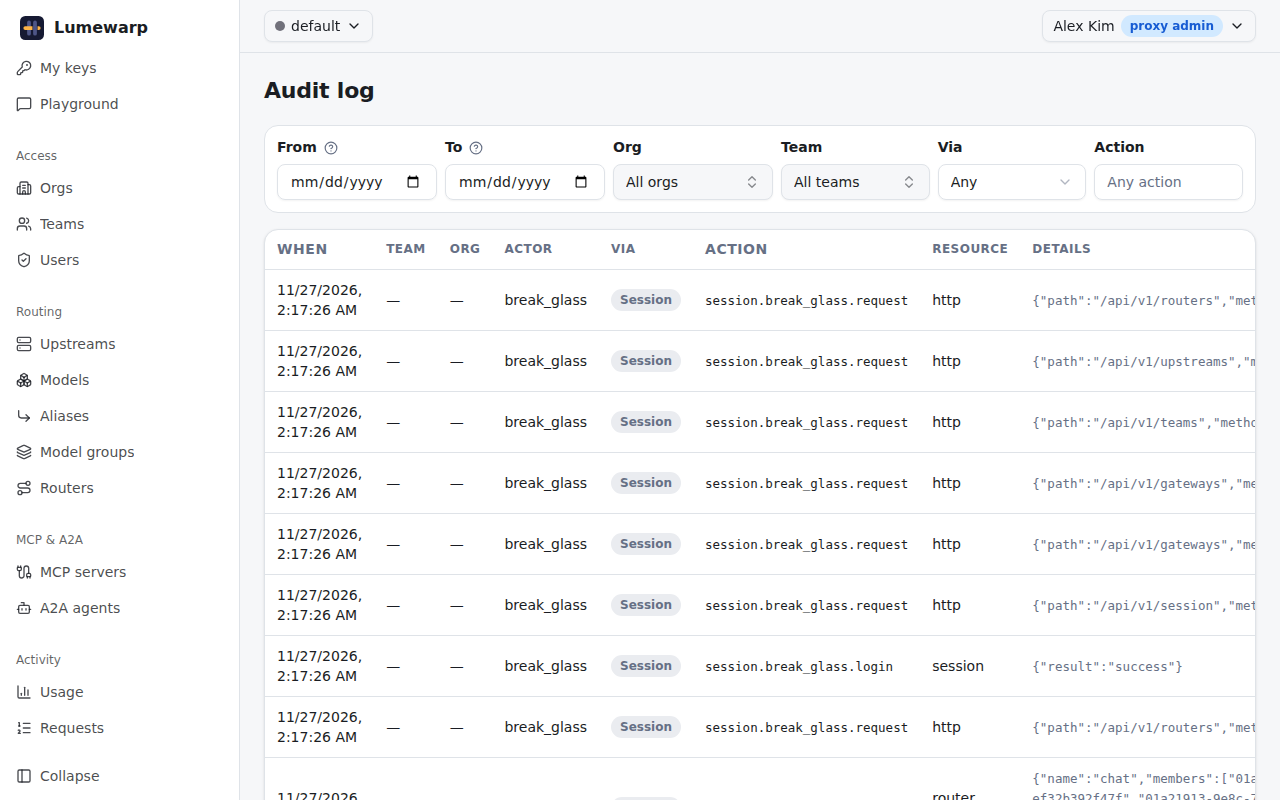 Lumewarp
default
Alex Kim proxy admin
My keys
Playground
Access
Orgs
Teams
Users
Routing
Upstreams
Models
Aliases
Model groups
Routers
MCP & A2A
MCP servers
A2A agents
Activity
Usage
Requests
Collapse
Audit log
From To Org Team Via Action
mm/dd/yyyy mm/dd/yyyy All orgs All teams Any Any action
WHEN TEAM ORG ACTOR VIA ACTION RESOURCE DETAILS
11/27/2026,
2:17:26 AM — — break_glass Session session.break_glass.request http {"path":"/api/v1/routers","met
11/27/2026,
2:17:26 AM — — break_glass Session session.break_glass.request http {"path":"/api/v1/upstreams","m
11/27/2026,
2:17:26 AM — — break_glass Session session.break_glass.request http {"path":"/api/v1/teams","metho
11/27/2026,
2:17:26 AM — — break_glass Session session.break_glass.request http {"path":"/api/v1/gateways","me
11/27/2026,
2:17:26 AM — — break_glass Session session.break_glass.request http {"path":"/api/v1/gateways","me
11/27/2026,
2:17:26 AM — — break_glass Session session.break_glass.request http {"path":"/api/v1/session","met
11/27/2026,
2:17:26 AM — — break_glass Session session.break_glass.login session {"result":"success"}
11/27/2026,
2:17:26 AM — — break_glass Session session.break_glass.request http {"path":"/api/v1/routers","met
{"name":"chat","members":["01a
11/27/2026 router ef32b392f47f","01a21913-9e8c-7